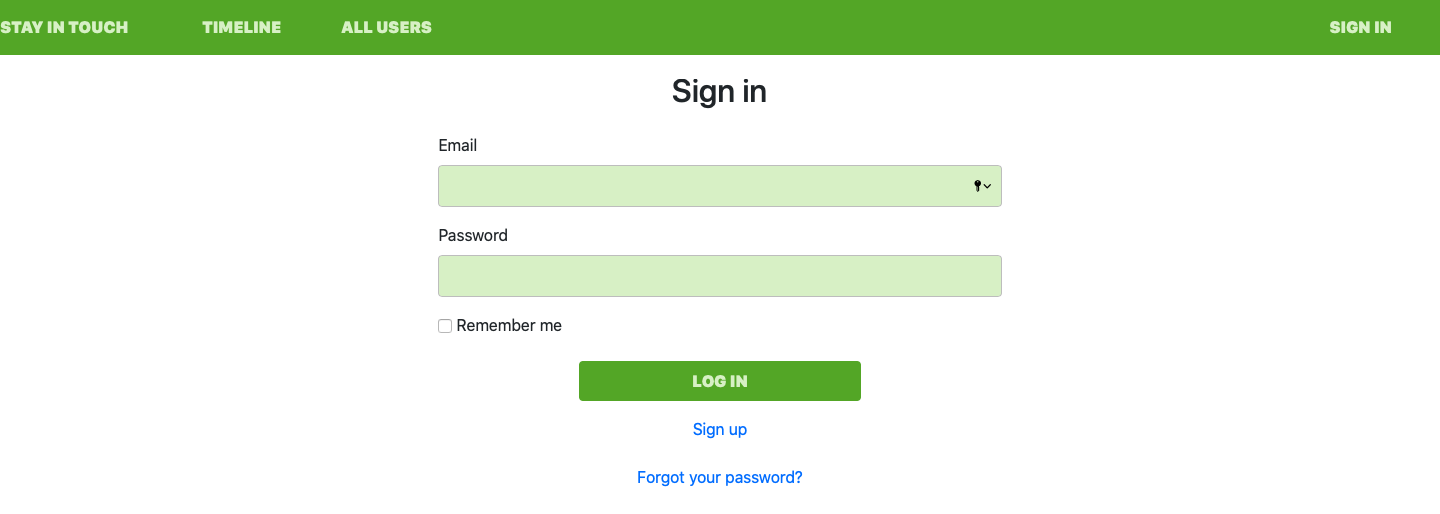 STAY IN TOUCH TIMELINE ALL USERS SIGN IN
Sign in
Email
Password
Remember me
LOG IN
Sign up
Forgot your password?